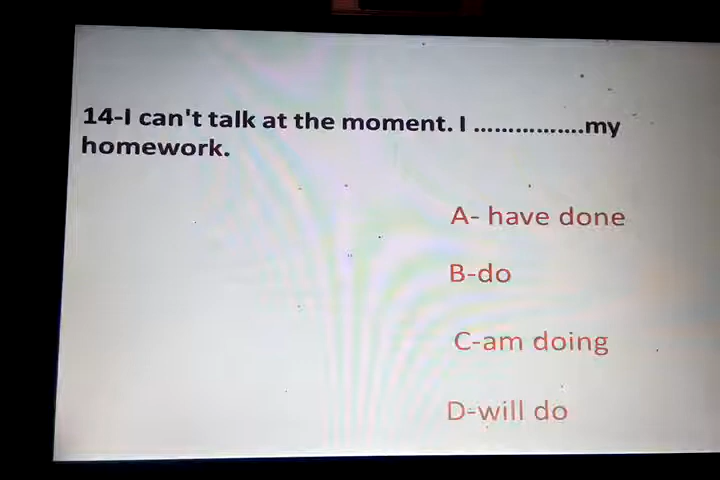 14-I can't talk at the moment. I ................my
homework.
A- have done
B-do
C-am doing
D-will do